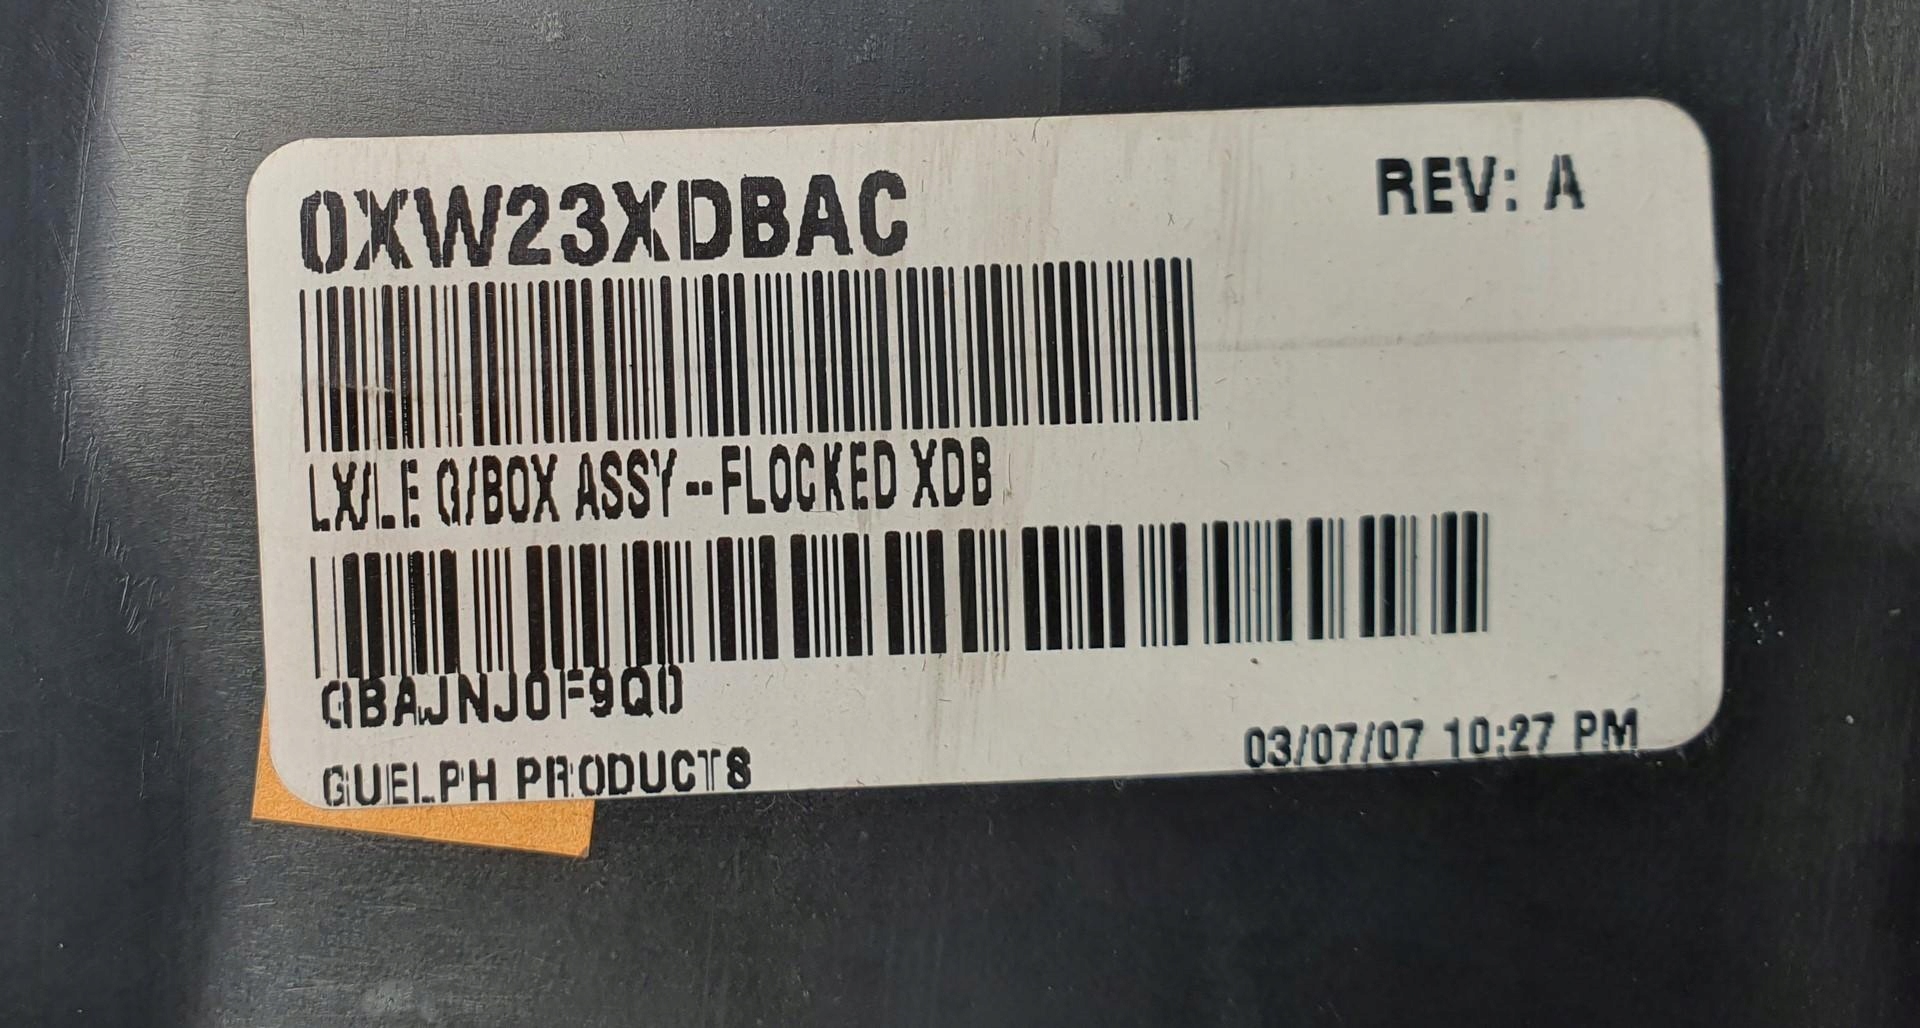 0XW23XDBAC
REV: A
LX/LE G/BOX ASSY--FLOCKED XDB
GBAJNJ0F9Q0
GUELPH PRODUCTS
03/07/07 10:27 PM